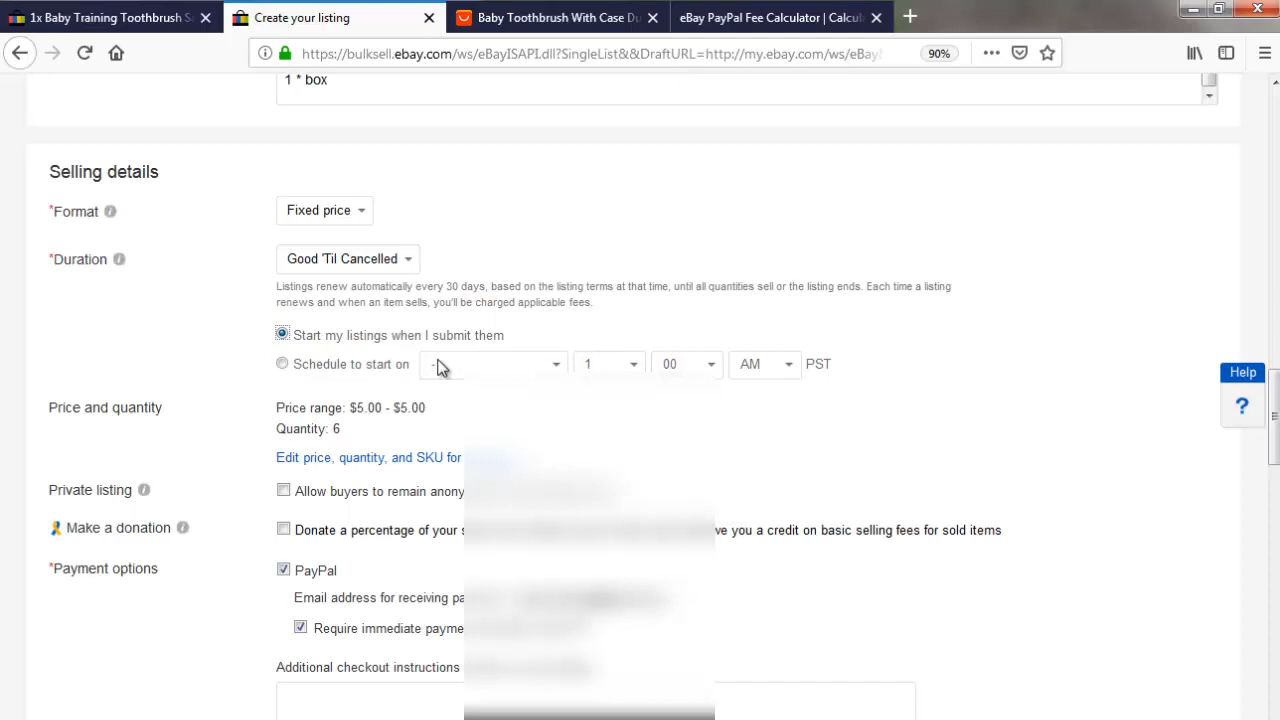 1x Baby Training Toothbrush S
Create your listing
Baby Toothbrush With Case Du
eBay PayPal Fee Calculator | Calcul
https://bulksell.ebay.com/ws/eBayISAPI.dll?SingleList&&DraftURL=http://my.ebay.com/ws/eBayI
90%
1 * box
Selling details
*Format
Fixed price
*Duration
Good 'Til Cancelled
Listings renew automatically every 30 days, based on the listing terms at that time, until all quantities sell or the listing ends. Each time a listing
renews and when an item sells, you'll be charged applicable fees.
Start my listings when I submit them
Schedule to start on - 1 00 AM PST
Help
?
Price and quantity
Price range: $5.00 - $5.00
Quantity: 6
Edit price, quantity, and SKU for
Private listing
Allow buyers to remain anony
Make a donation
Donate a percentage of your s
ve you a credit on basic selling fees for sold items
*Payment options
PayPal
Email address for receiving pa
Require immediate payme
Additional checkout instructions